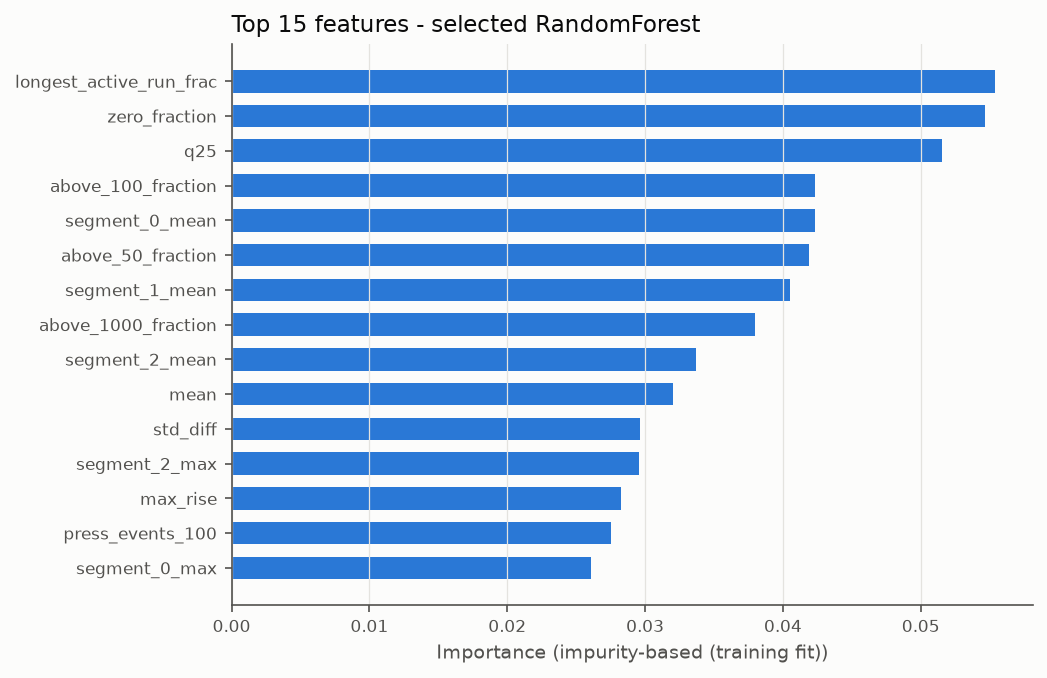 Top 15 features - selected RandomForest
longest_active_run_frac
zero_fraction
q25
above_100_fraction
segment_0_mean
above_50_fraction
segment_1_mean
above_1000_fraction
segment_2_mean
mean
std_diff
segment_2_max
max_rise
press_events_100
segment_0_max
0.00 0.01 0.02 0.03 0.04 0.05
Importance (impurity-based (training fit))